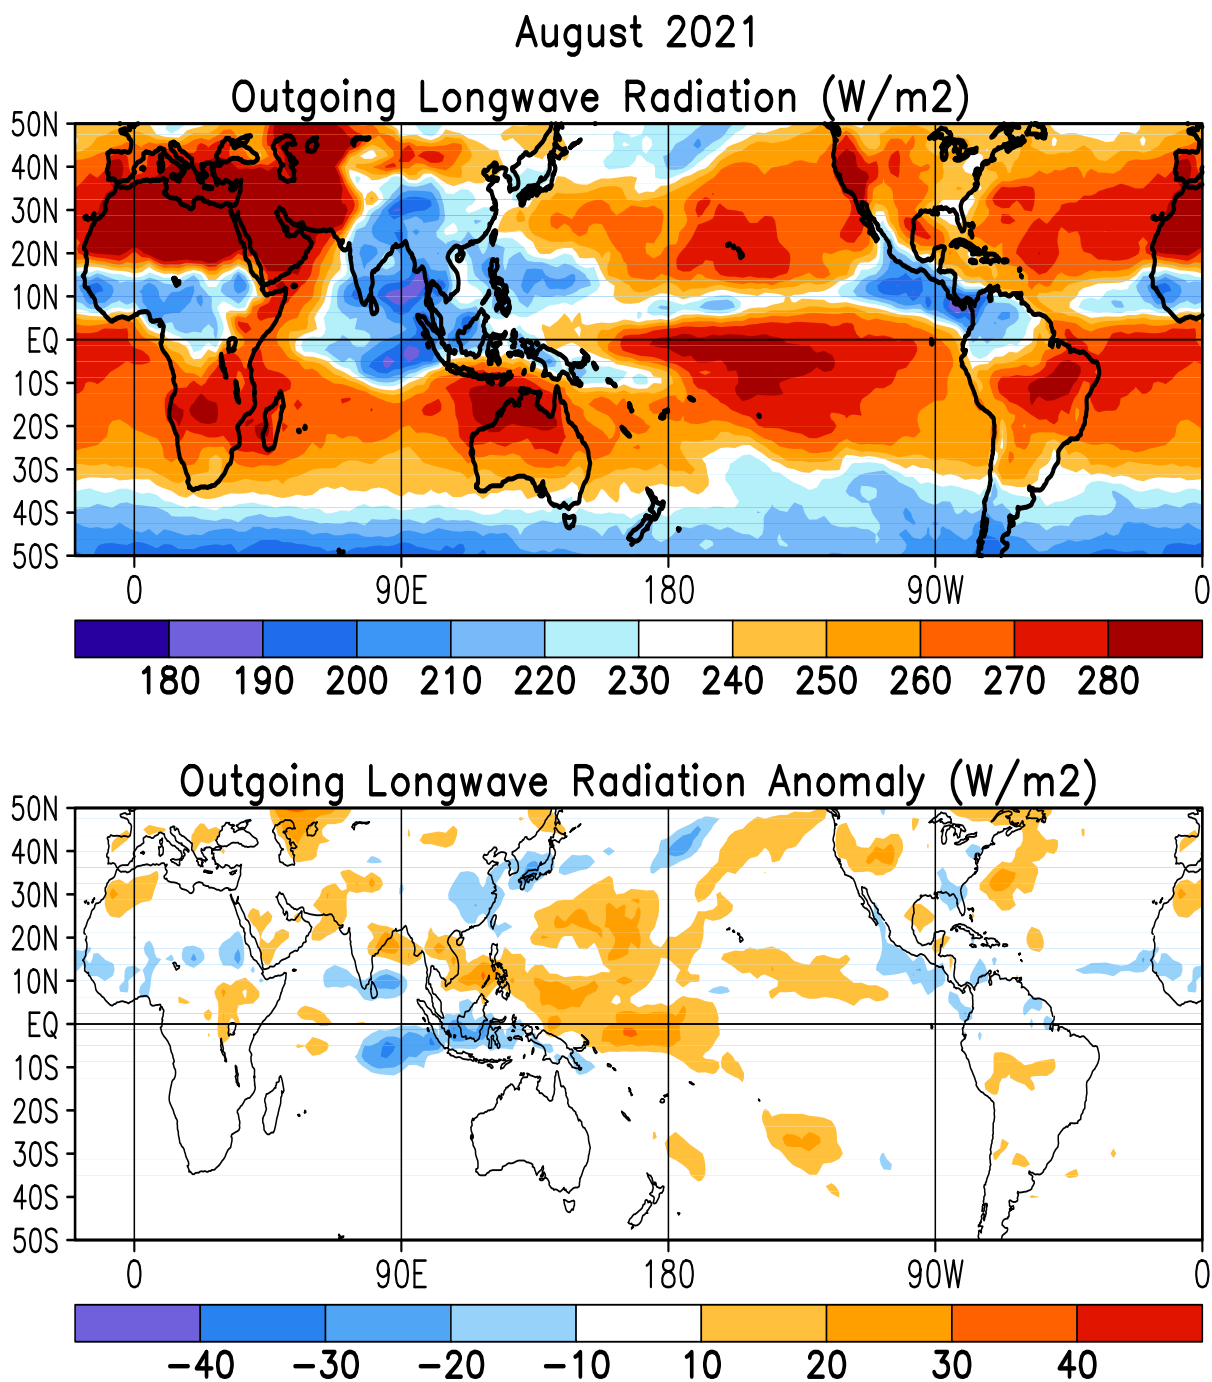 August 2021
Outgoing Longwave Radiation (W/m2)
50N
40N
30N
20N
10N
EQ
10S
20S
30S
40S
50S
0 90E 180 90W 0
180 190 200 210 220 230 240 250 260 270 280
Outgoing Longwave Radiation Anomaly (W/m2)
50N
40N
30N
20N
10N
EQ
10S
20S
30S
40S
50S
0 90E 180 90W 0
−40 −30 −20 −10 10 20 30 40